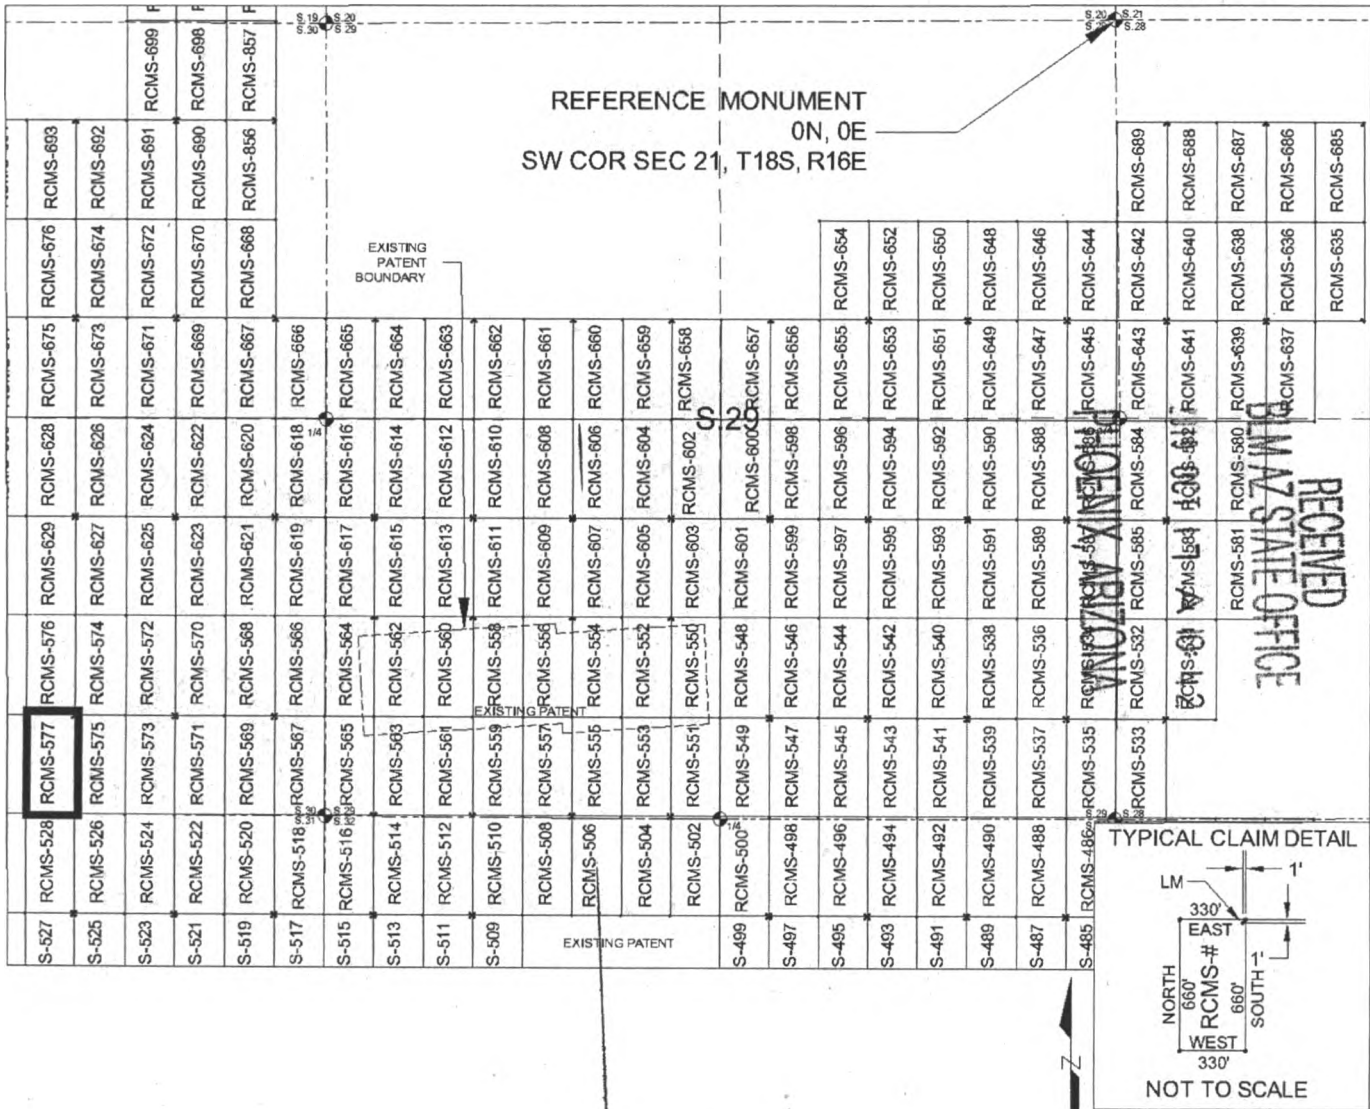 S.19 S.20
S.30 S.29
S.20 S.21
S.28
RCMS-699
RCMS-698
RCMS-857
REFERENCE MONUMENT
0N, 0E
SW COR SEC 21, T18S, R16E
RCMS-693
RCMS-692
RCMS-691
RCMS-690
RCMS-856
RCMS-689
RCMS-688
RCMS-687
RCMS-686
RCMS-685
RCMS-676
RCMS-674
RCMS-672
RCMS-670
RCMS-668
EXISTING
PATENT
BOUNDARY
RCMS-654
RCMS-652
RCMS-650
RCMS-648
RCMS-646
RCMS-644
RCMS-642
RCMS-640
RCMS-638
RCMS-636
RCMS-635
RCMS-675
RCMS-673
RCMS-671
RCMS-669
RCMS-667
RCMS-666
RCMS-665
RCMS-664
RCMS-663
RCMS-662
RCMS-661
RCMS-660
RCMS-659
RCMS-658
RCMS-657
RCMS-656
RCMS-655
RCMS-653
RCMS-651
RCMS-649
RCMS-647
RCMS-645
RCMS-643
RCMS-641
RCMS-639
RCMS-637
1/4
S.29
RCMS-628
RCMS-626
RCMS-624
RCMS-622
RCMS-620
RCMS-618
RCMS-616
RCMS-614
RCMS-612
RCMS-610
RCMS-608
RCMS-606
RCMS-604
RCMS-602
RCMS-600
RCMS-598
RCMS-596
RCMS-594
RCMS-592
RCMS-590
RCMS-588
RCMS-586
RCMS-584
RCMS-582
RCMS-580
RCMS-629
RCMS-627
RCMS-625
RCMS-623
RCMS-621
RCMS-619
RCMS-617
RCMS-615
RCMS-613
RCMS-611
RCMS-609
RCMS-607
RCMS-605
RCMS-603
RCMS-601
RCMS-599
RCMS-597
RCMS-595
RCMS-593
RCMS-591
RCMS-589
RCMS-587
RCMS-585
RCMS-583
RCMS-581
RECEIVED
BLM AZ STATE OFFICE
PHOENIX, ARIZONA
RCMS-576
RCMS-574
RCMS-572
RCMS-570
RCMS-568
RCMS-566
RCMS-564
RCMS-562
RCMS-560
RCMS-558
RCMS-556
RCMS-554
RCMS-552
RCMS-550
RCMS-548
RCMS-546
RCMS-544
RCMS-542
RCMS-540
RCMS-538
RCMS-536
RCMS-534
RCMS-532
EXISTING PATENT
RCMS-577
RCMS-575
RCMS-573
RCMS-571
RCMS-569
RCMS-567
RCMS-565
RCMS-563
RCMS-561
RCMS-559
RCMS-557
RCMS-555
RCMS-553
RCMS-551
RCMS-549
RCMS-547
RCMS-545
RCMS-543
RCMS-541
RCMS-539
RCMS-537
RCMS-535
RCMS-533
S.29 S.28
1/4
RCMS-528
RCMS-526
RCMS-524
RCMS-522
RCMS-520
RCMS-518
RCMS-516
RCMS-514
RCMS-512
RCMS-510
RCMS-508
RCMS-506
RCMS-504
RCMS-502
RCMS-500
RCMS-498
RCMS-496
RCMS-494
RCMS-492
RCMS-490
RCMS-488
RCMS-486
S-527
S-525
S-523
S-521
S-519
S-517
S-515
S-513
S-511
S-509
EXISTING PATENT
S-499
S-497
S-495
S-493
S-491
S-489
S-487
S-485
TYPICAL CLAIM DETAIL
1'
LM
330'
EAST
NORTH
660'
RCMS-#
660'
SOUTH
1'
WEST
330'
NOT TO SCALE
N